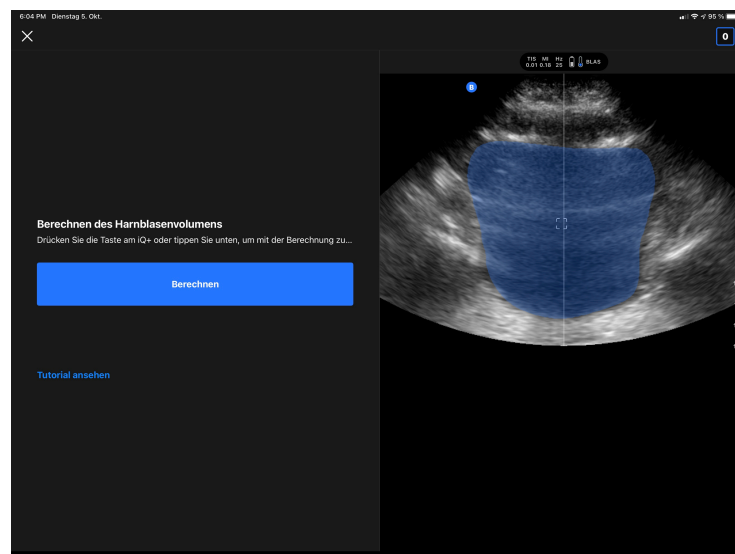 6:04 PM Dienstag 5. Okt.
95 %
0
TIS MI Hz
0.01 0.18 25
BLAS
B
Berechnen des Harnblasenvolumens
Drücken Sie die Taste am iQ+ oder tippen Sie unten, um mit der Berechnung zu...
Berechnen
Tutorial ansehen